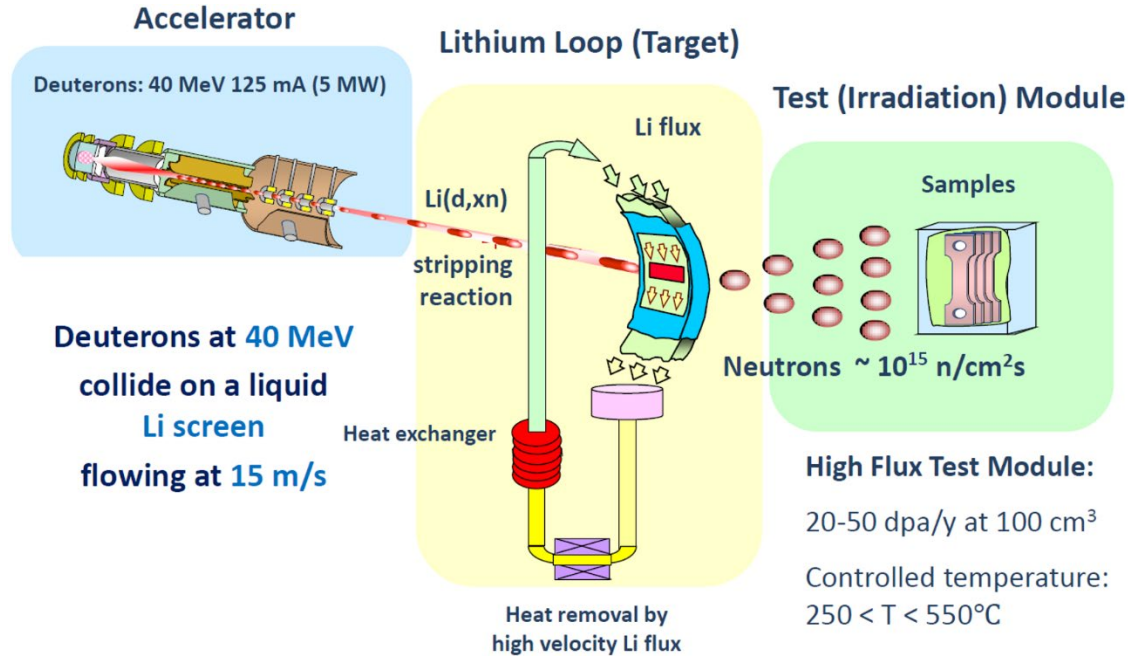 Accelerator
Deuterons: 40 MeV 125 mA (5 MW)
Deuterons at 40 MeV
collide on a liquid
Li screen
flowing at 15 m/s
Lithium Loop (Target)
Li flux
Li(d,xn)
stripping
reaction
Heat exchanger
Heat removal by
high velocity Li flux
Test (Irradiation) Module
Samples
Neutrons ~ 10¹⁵ n/cm²s
High Flux Test Module:
20-50 dpa/y at 100 cm³
Controlled temperature:
250 < T < 550°C